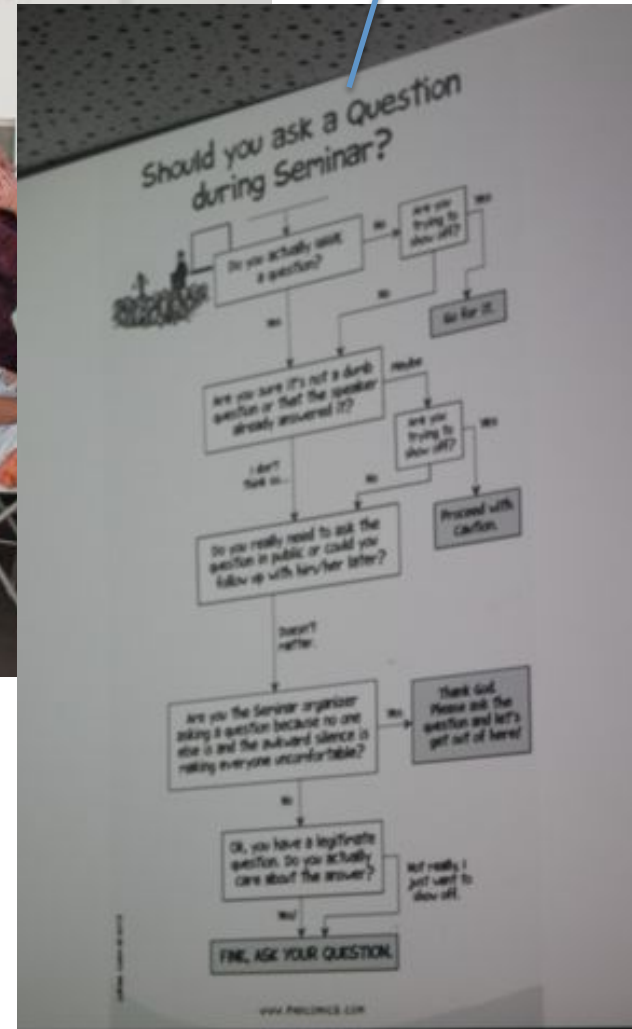 Should you ask a Question
during Seminar?
Do you actually have
a question?
No
Are you
trying to
show off?
Yes
Go for it.
No
Yes
Are you sure it's not a dumb
question or that the speaker
already answered it?
Maybe
Are you
trying to
show off?
Yes
Proceed with
caution.
No
I don't
think so...
Do you really need to ask the
question in public or could you
follow up with him/her later?
Doesn't
matter.
Are you the Seminar organizer
asking a question because no one
else is and the awkward silence is
making everyone uncomfortable?
Yes
Thank God.
Please ask the
question and let's
get out of here!
No
Ok, you have a legitimate
question. Do you actually
care about the answer?
Not really, I
just want to
show off.
Yes!
FINE, ASK YOUR QUESTION.
www.phdcomics.com